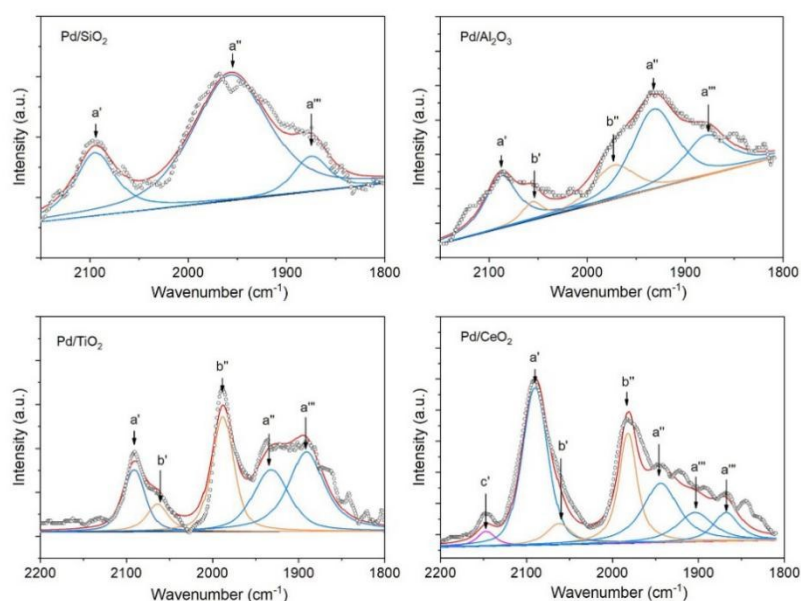 Pd/SiO₂
a'
a''
a'''
Intensity (a.u.)
2100 2000 1900 1800
Wavenumber (cm⁻¹)
Pd/Al₂O₃
a'
b'
b''
a''
a'''
Intensity (a.u.)
2100 2000 1900 1800
Wavenumber (cm⁻¹)
Pd/TiO₂
a'
b'
b''
a''
a'''
Intensity (a.u.)
2200 2100 2000 1900 1800
Wavenumber (cm⁻¹)
Pd/CeO₂
c'
a'
b'
b''
a''
a'''
a'''
Intensity (a.u.)
2200 2100 2000 1900 1800
Wavenumber (cm⁻¹)